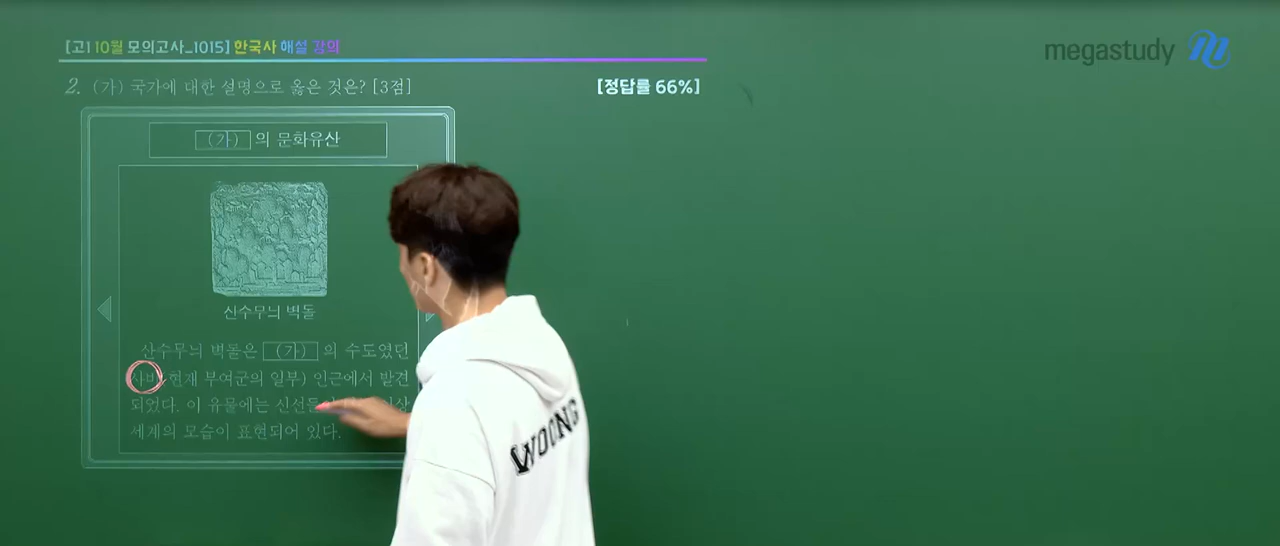 [고1 10월 모의고사_1015] 한국사 해설 강의
megastudy
2. (가) 국가에 대한 설명으로 옳은 것은? [3점]
[정답률 66%]
(가) 의 문화유산
산수무늬 벽돌
산수무늬 벽돌은 (가) 의 수도였던
사비(현재 부여군의 일부) 인근에서 발견
되었다. 이 유물에는 신선들이 이상
세계의 모습이 표현되어 있다.
WOONG